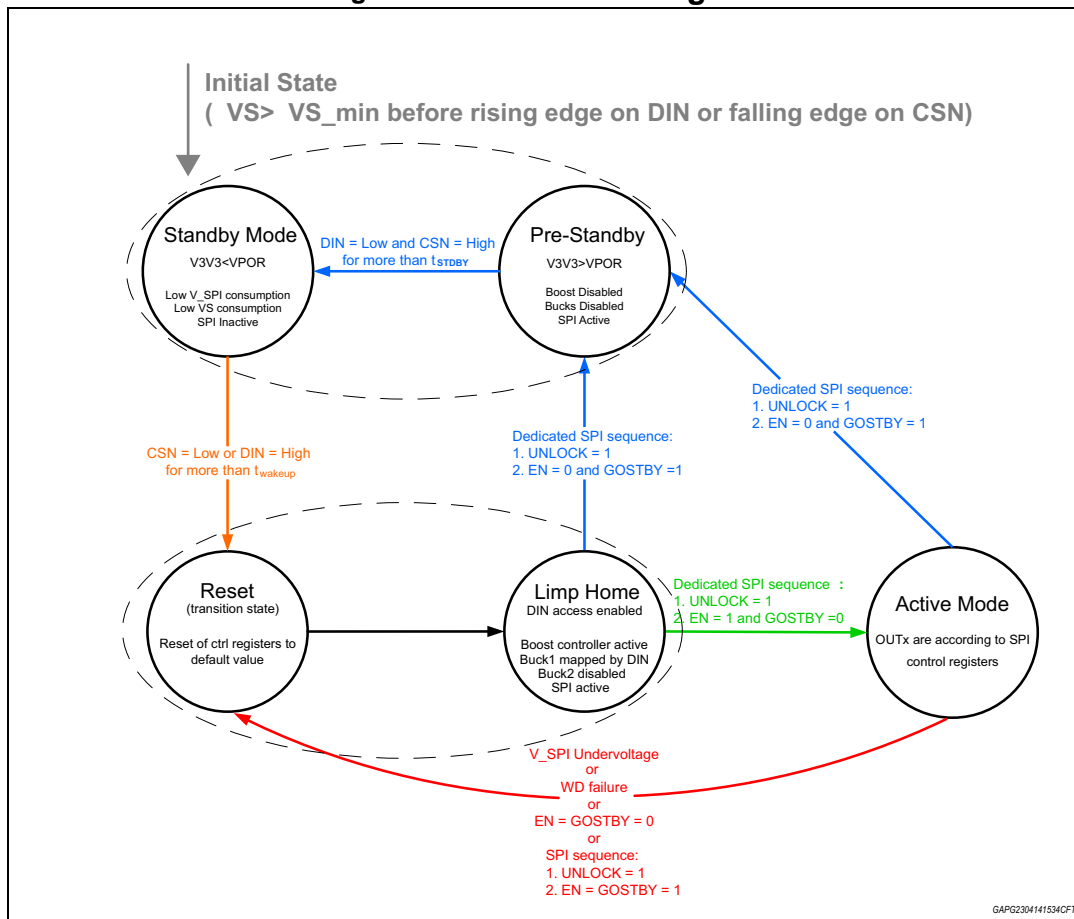 Initial State
( VS> VS_min before rising edge on DIN or falling edge on CSN)
Standby Mode
V3V3<VPOR
Low V_SPI consumption
Low VS consumption
SPI Inactive
DIN = Low and CSN = High
for more than tSTDBY
Pre-Standby
V3V3>VPOR
Boost Disabled
Bucks Disabled
SPI Active
Dedicated SPI sequence:
1. UNLOCK = 1
2. EN = 0 and GOSTBY = 1
Dedicated SPI sequence:
1. UNLOCK = 1
2. EN = 0 and GOSTBY =1
CSN = Low or DIN = High
for more than twakeup
Reset
(transition state)
Reset of ctrl registers to
default value
Limp Home
DIN access enabled
Boost controller active
Buck1 mapped by DIN
Buck2 disabled
SPI active
Dedicated SPI sequence :
1. UNLOCK = 1
2. EN = 1 and GOSTBY =0
Active Mode
OUTx are according to SPI
control registers
V_SPI Undervoltage
or
WD failure
or
EN = GOSTBY = 0
or
SPI sequence:
1. UNLOCK = 1
2. EN = GOSTBY = 1
GAPG2304141534CFT